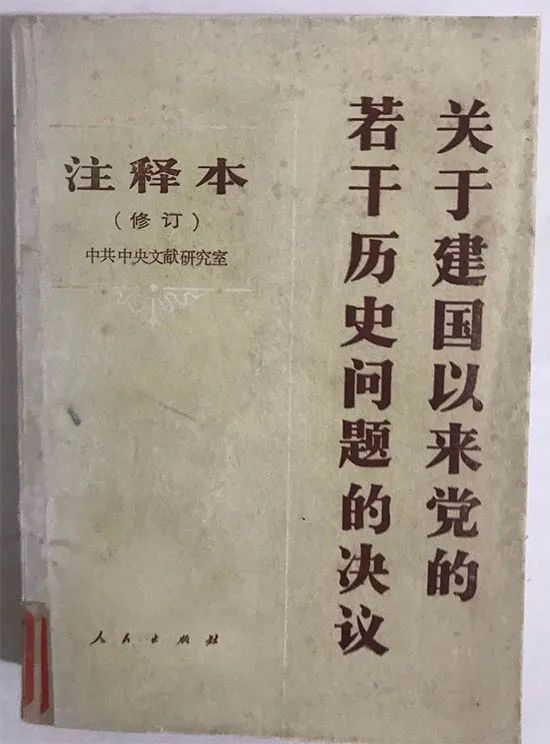 关于建国以来党的
若干历史问题的决议
注释本
（修订）
中共中央文献研究室
人民出版社